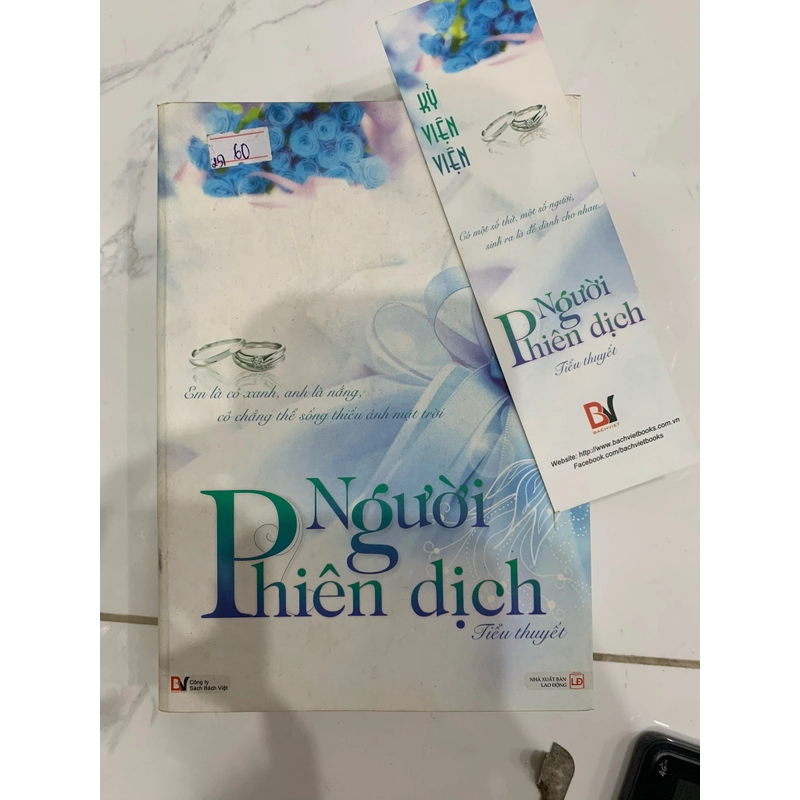 60
Em là cỏ xanh, anh là nắng,
cỏ chẳng thể sống thiếu ánh mặt trời
Người
Phiên dịch
Tiểu thuyết
BV
Công ty
Sách Bách Việt
NHÀ XUẤT BẢN
LAO ĐỘNG
LĐ
KỶ
VIỆN
VIỆN
Có một số thứ, một số người,
sinh ra là để dành cho nhau...
Người
Phiên dịch
Tiểu thuyết
BV
BACHVIET
Website: http://www.bachvietbooks.com.vn
Facebook.com/bachvietbooks
4G